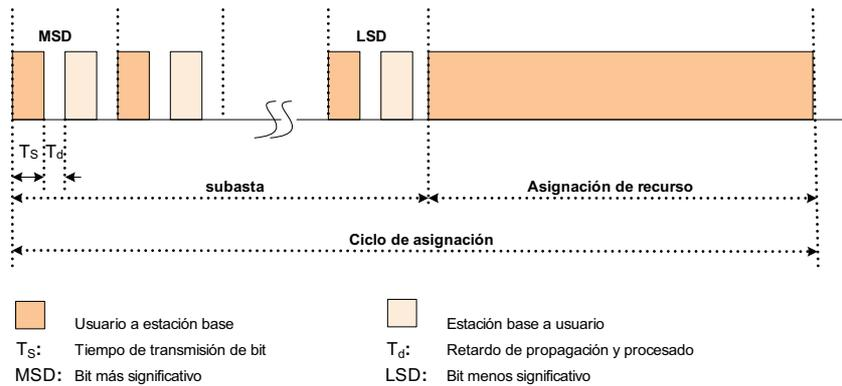 MSD LSD
TS Td
subasta Asignación de recurso
Ciclo de asignación
Usuario a estación base Estación base a usuario
TS: Tiempo de transmisión de bit Td: Retardo de propagación y procesado
MSD: Bit más significativo LSD: Bit menos significativo